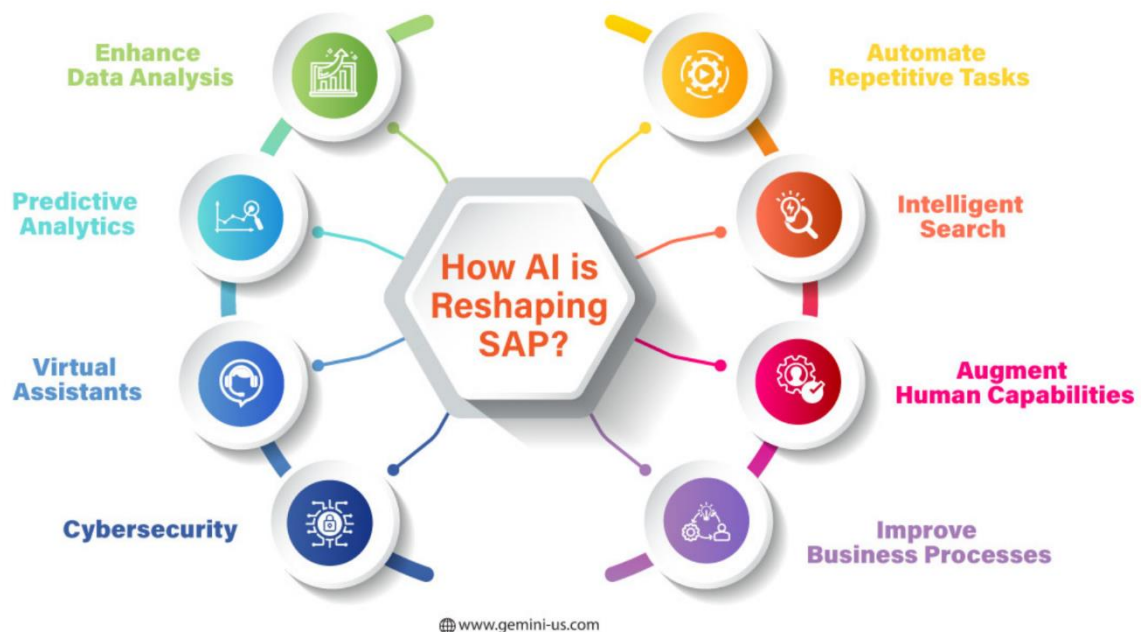 Enhance
Data Analysis
Predictive
Analytics
Virtual
Assistants
Cybersecurity
How AI is
Reshaping
SAP?
Automate
Repetitive Tasks
Intelligent
Search
Augment
Human Capabilities
Improve
Business Processes
www.gemini-us.com